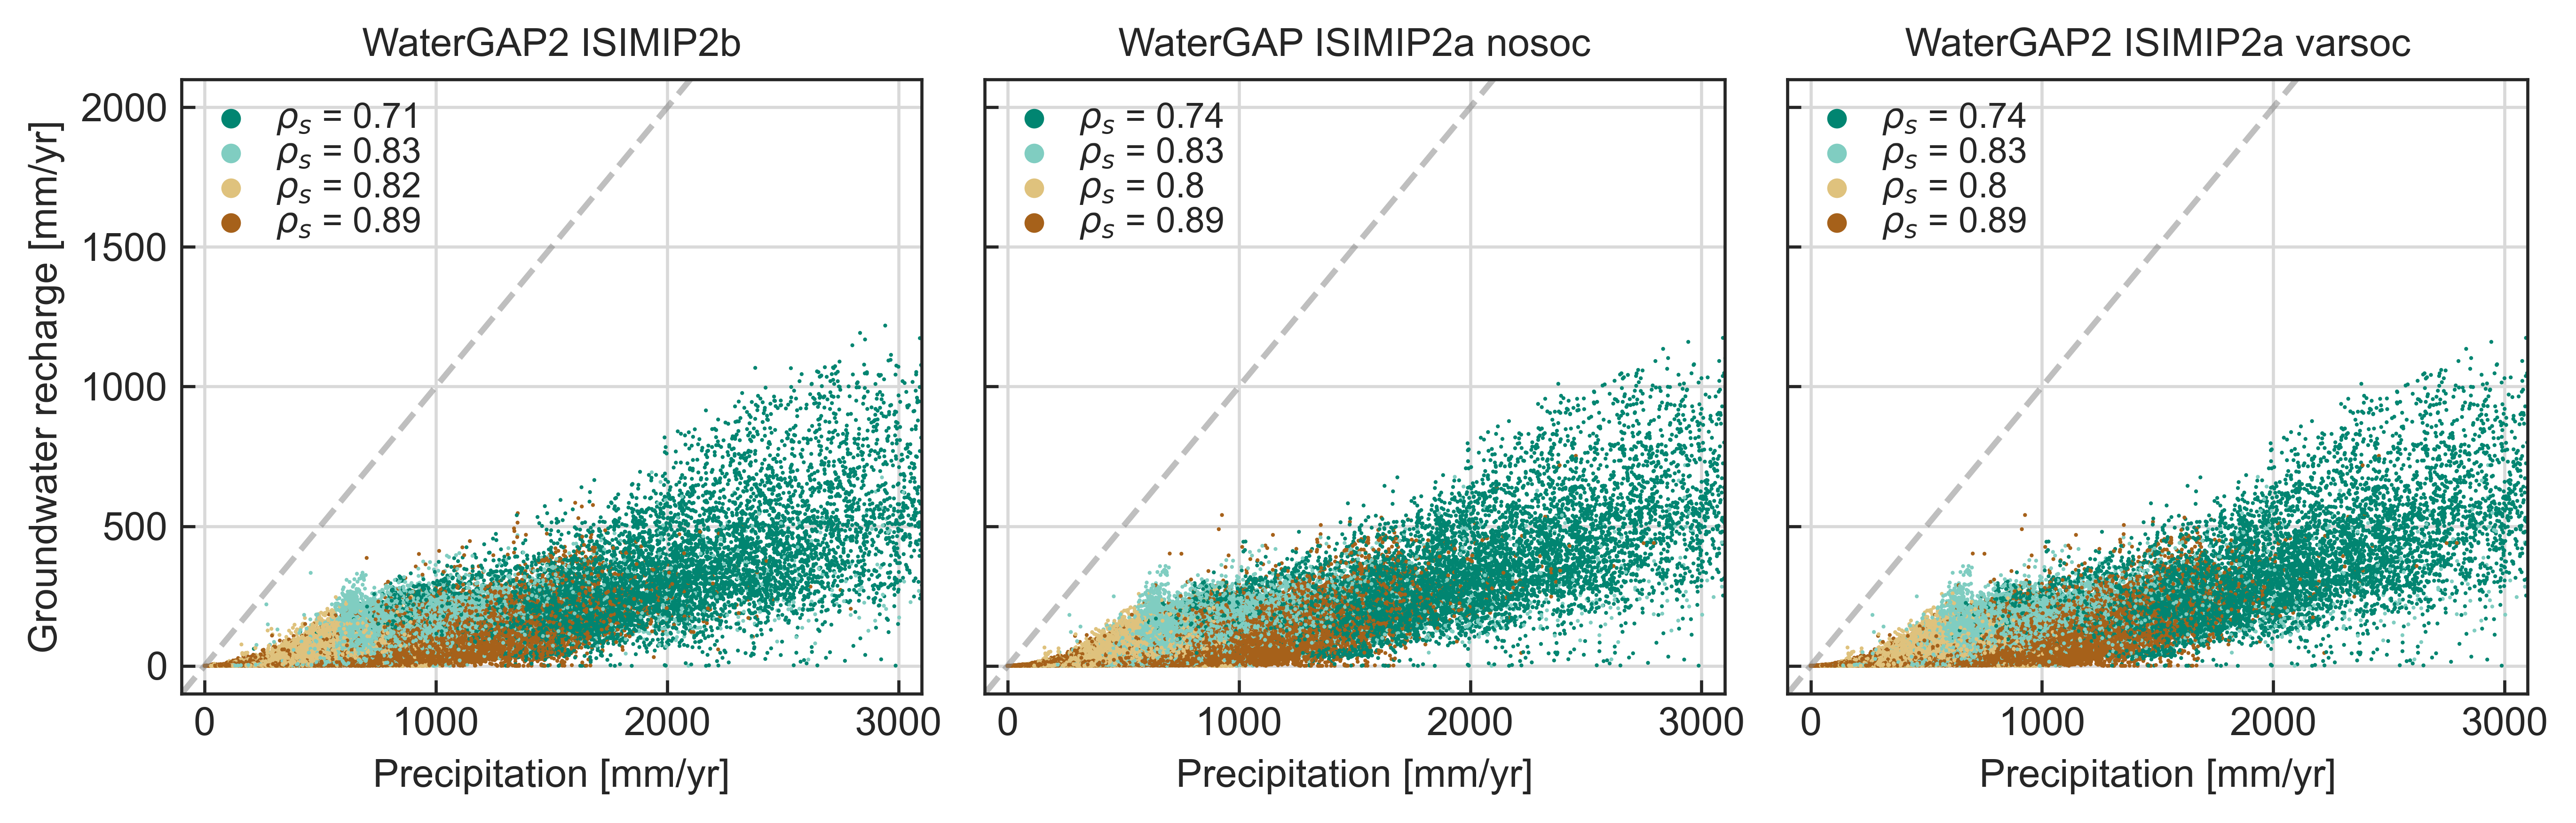 WaterGAP2 ISIMIP2b
WaterGAP ISIMIP2a nosoc
WaterGAP2 ISIMIP2a varsoc
Groundwater recharge [mm/yr]
2000
1500
1000
500
0
ρs = 0.71
ρs = 0.83
ρs = 0.82
ρs = 0.89
ρs = 0.74
ρs = 0.83
ρs = 0.8
ρs = 0.89
ρs = 0.74
ρs = 0.83
ρs = 0.8
ρs = 0.89
0 1000 2000 3000
0 1000 2000 3000
0 1000 2000 3000
Precipitation [mm/yr]
Precipitation [mm/yr]
Precipitation [mm/yr]